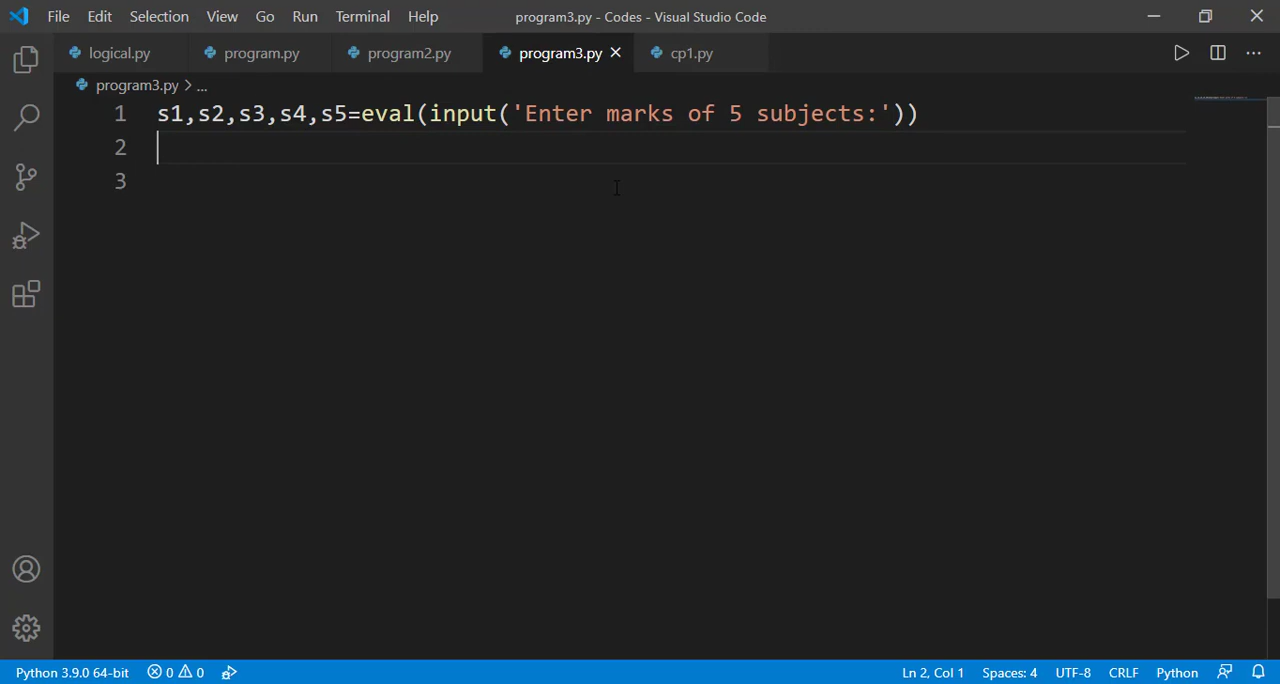 File Edit Selection View Go Run Terminal Help program3.py - Codes - Visual Studio Code
logical.py program.py program2.py program3.py cp1.py
program3.py > ...
1 s1,s2,s3,s4,s5=eval(input('Enter marks of 5 subjects:'))
2
3
Python 3.9.0 64-bit 0 0 Ln 2, Col 1 Spaces: 4 UTF-8 CRLF Python